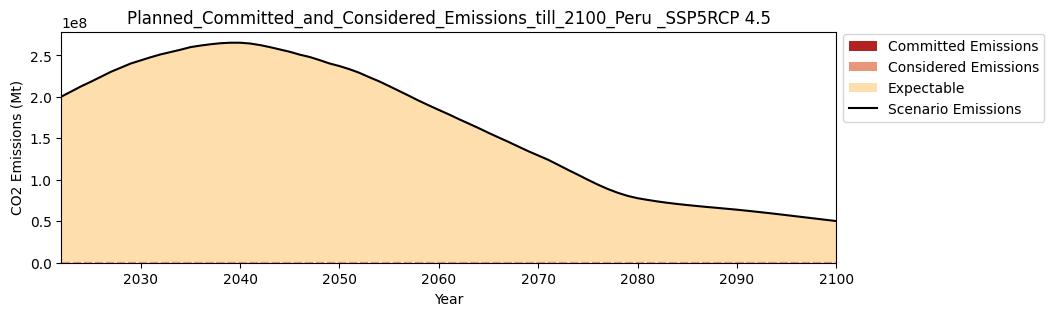 Planned_Committed_and_Considered_Emissions_till_2100_Peru _SSP5RCP 4.5
1e8
Committed Emissions
Considered Emissions
Expectable
Scenario Emissions
CO2 Emissions (Mt)
2.5
2.0
1.5
1.0
0.5
0.0
2030 2040 2050 2060 2070 2080 2090 2100
Year